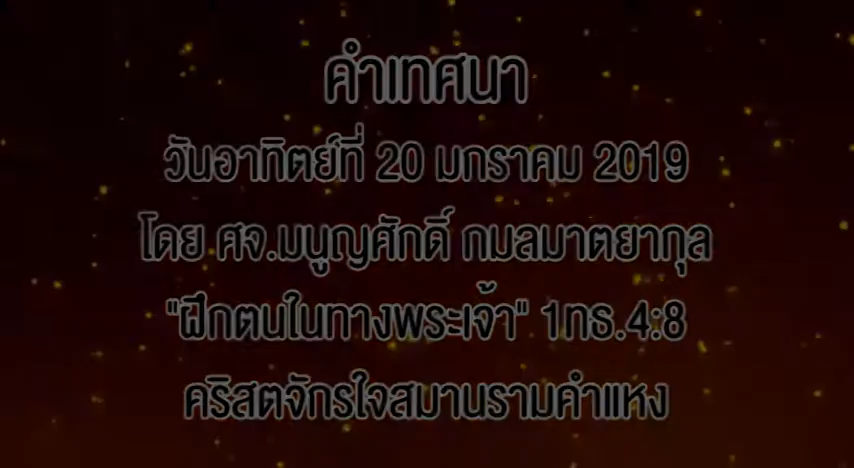 คำเทศนา
วันอาทิตย์ที่ 20 มกราคม 2019
โดย ศจ.มนูญศักดิ์ กมลมาตยากุล
"ฝึกตนในทางพระเจ้า" 1ทธ.4:8
คริสตจักรใจสมานรามคำแหง